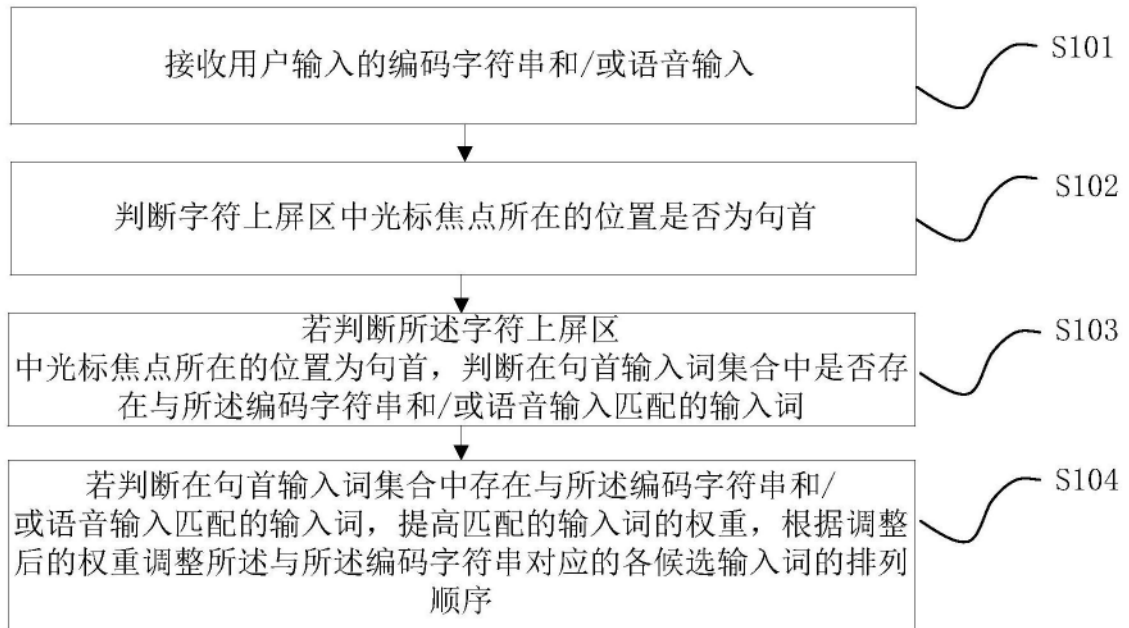 接收用户输入的编码字符串和/或语音输入
S101
判断字符上屏区中光标焦点所在的位置是否为句首
S102
若判断所述字符上屏区
中光标焦点所在的位置为句首，判断在句首输入词集合中是否存
在与所述编码字符串和/或语音输入匹配的输入词
S103
若判断在句首输入词集合中存在与所述编码字符串和/
或语音输入匹配的输入词，提高匹配的输入词的权重，根据调整
后的权重调整所述与所述编码字符串对应的各候选输入词的排列
顺序
S104